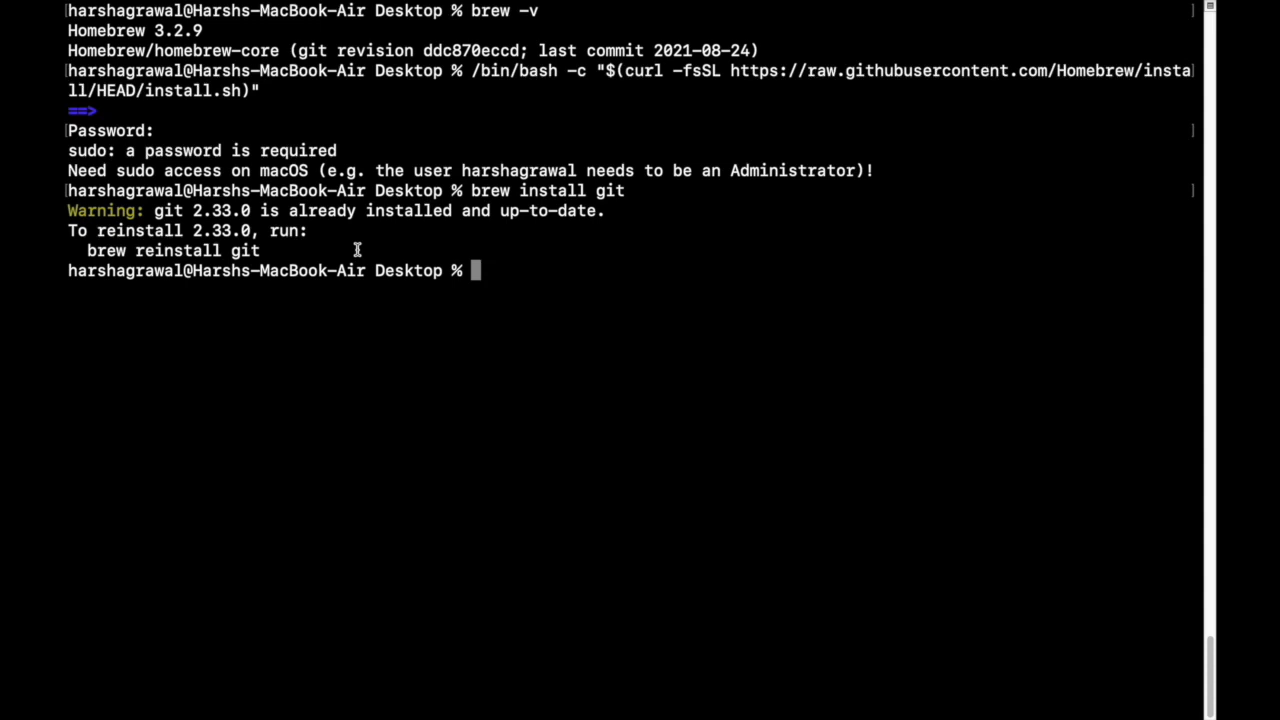 harshagrawal@Harshs-MacBook-Air Desktop % brew -v
Homebrew 3.2.9
Homebrew/homebrew-core (git revision ddc870eccd; last commit 2021-08-24)
harshagrawal@Harshs-MacBook-Air Desktop % /bin/bash -c "$(curl -fsSL https://raw.githubusercontent.com/Homebrew/insta
ll/HEAD/install.sh)"
==>
Password:
sudo: a password is required
Need sudo access on macOS (e.g. the user harshagrawal needs to be an Administrator)!
harshagrawal@Harshs-MacBook-Air Desktop % brew install git
Warning: git 2.33.0 is already installed and up-to-date.
To reinstall 2.33.0, run:
  brew reinstall git
harshagrawal@Harshs-MacBook-Air Desktop %